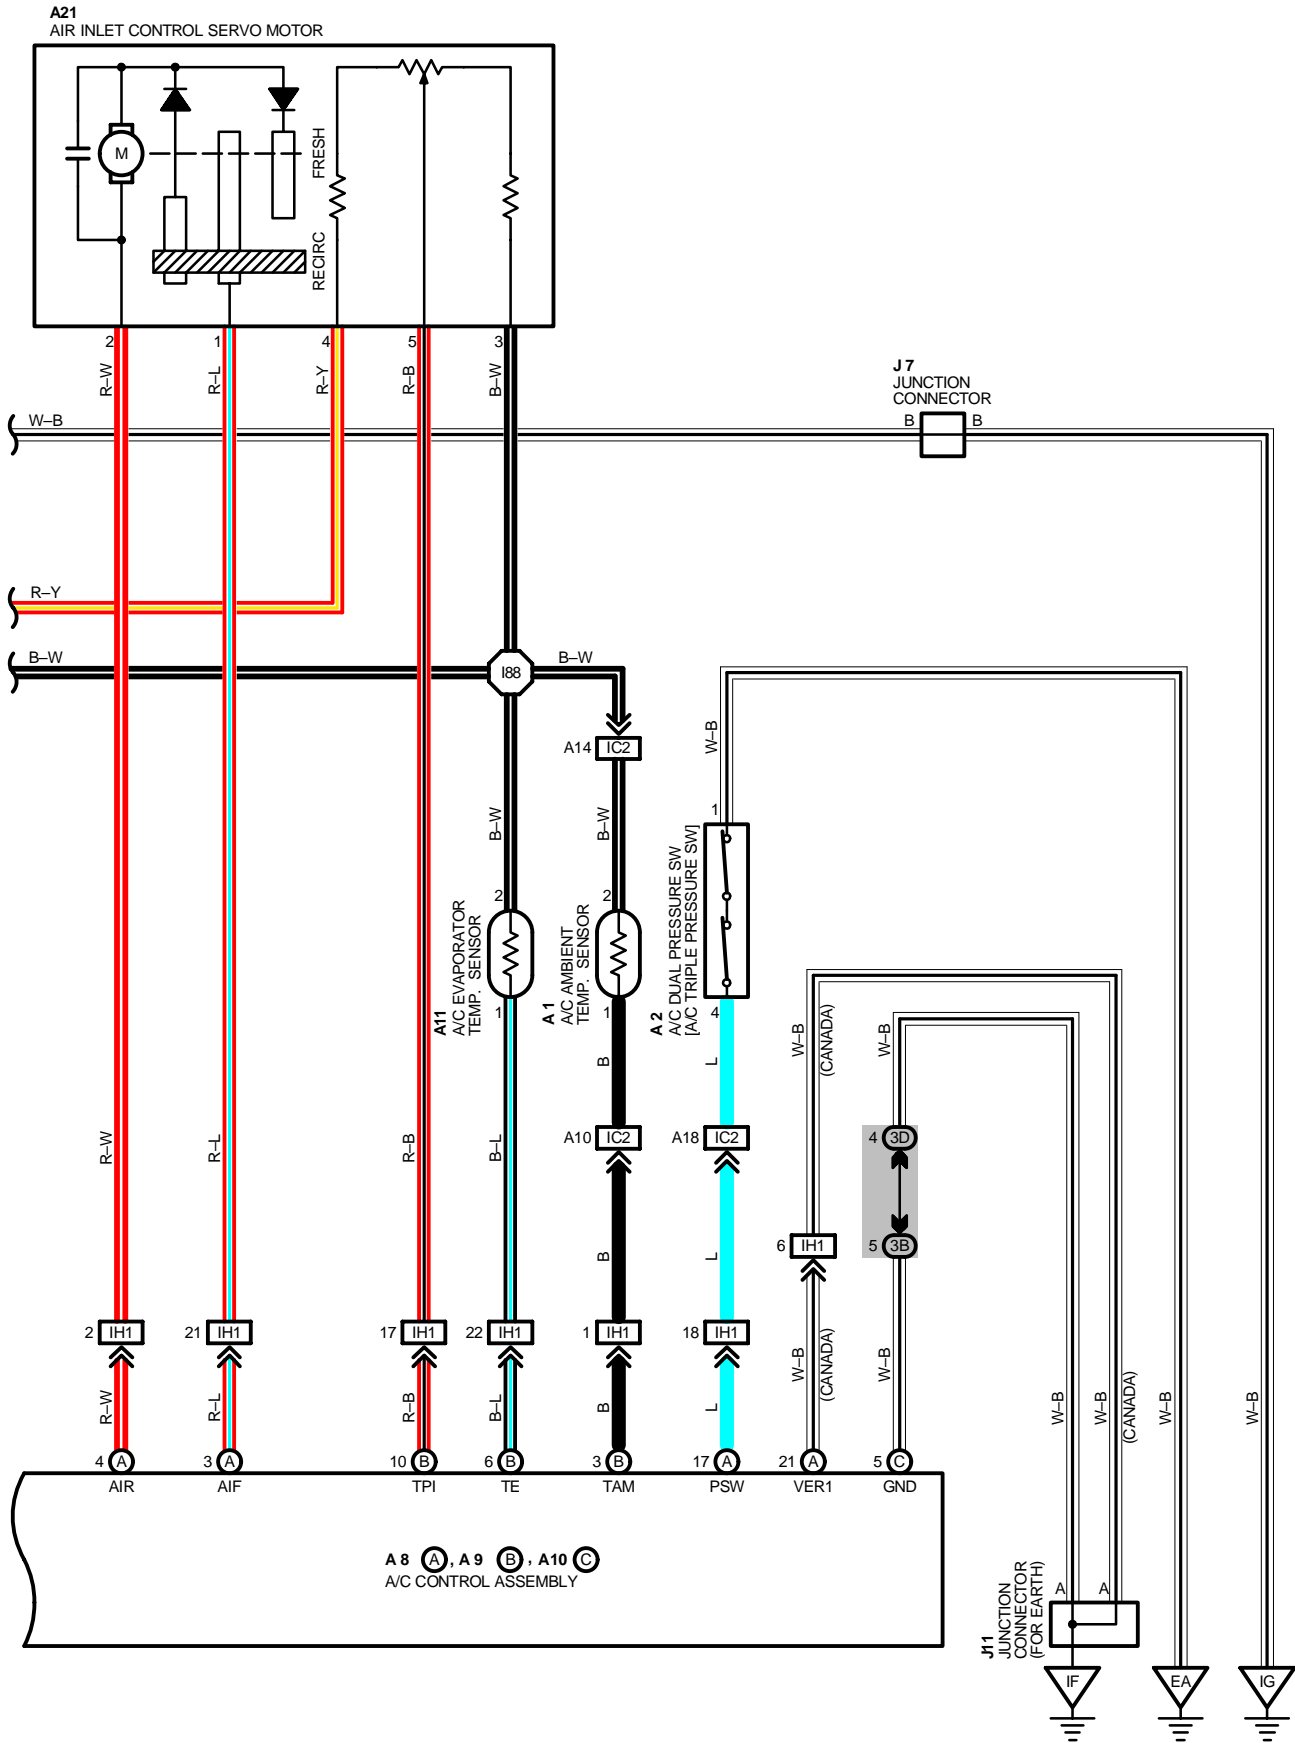 A21
AIR INLET CONTROL SERVO MOTOR
M
FRESH
RECIRC
2
1
4
5
3
R–W
R–L
R–Y
R–B
B–W
J 7
JUNCTION
CONNECTOR
W–B
B
B
R–Y
B–W
I88
B–W
A14
IC2
W–B
B–W
B–W
1
2
2
A11
A/C EVAPORATOR
TEMP. SENSOR
A 1
A/C AMBIENT
TEMP. SENSOR
A 2
A/C DUAL PRESSURE SW
[A/C TRIPLE PRESSURE SW]
1
1
4
B
L
W–B
(CANADA)
W–B
R–W
R–L
R–B
B–L
A10
IC2
A18
IC2
4
3D
6
IH1
5
3B
B
L
2
IH1
21
IH1
17
IH1
22
IH1
1
IH1
18
IH1
R–W
R–L
R–B
B–L
B
L
W–B
(CANADA)
W–B
W–B
W–B
(CANADA)
W–B
W–B
4
A
3
A
10
B
6
B
3
B
17
A
21
A
5
C
AIR
AIF
TPI
TE
TAM
PSW
VER1
GND
A 8 A , A 9 B , A10 C
A/C CONTROL ASSEMBLY
J11
JUNCTION
CONNECTOR
(FOR EARTH)
A
A
IF
EA
IG